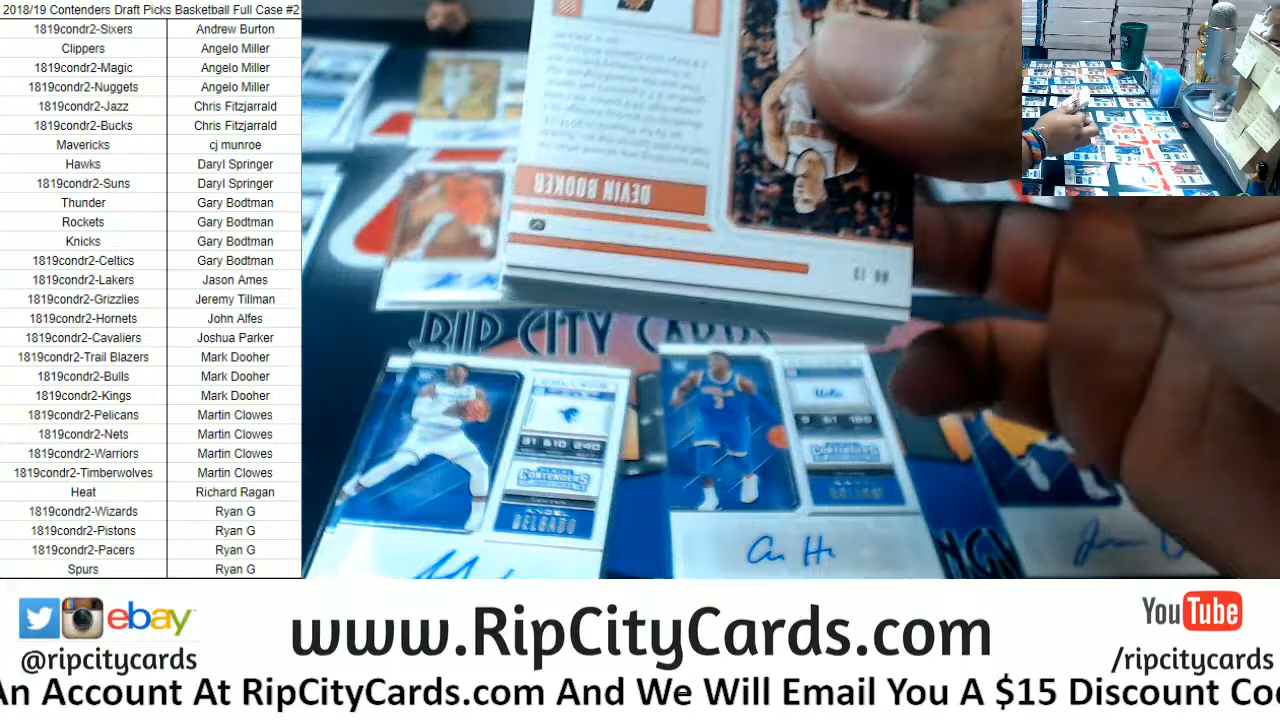 2018/19 Contenders Draft Picks Basketball Full Case #2
1819condr2-Sixers Andrew Burton
Clippers Angelo Miller
1819condr2-Magic Angelo Miller
1819condr2-Nuggets Angelo Miller
1819condr2-Jazz Chris Fitzjarrald
1819condr2-Bucks Chris Fitzjarrald
Mavericks cj munroe
Hawks Daryl Springer
1819condr2-Suns Daryl Springer
Thunder Gary Bodtman
Rockets Gary Bodtman
Knicks Gary Bodtman
1819condr2-Celtics Gary Bodtman
1819condr2-Lakers Jason Ames
1819condr2-Grizzlies Jeremy Tillman
1819condr2-Hornets John Alfes
1819condr2-Cavaliers Joshua Parker
1819condr2-Trail Blazers Mark Dooher
1819condr2-Bulls Mark Dooher
1819condr2-Kings Mark Dooher
1819condr2-Pelicans Martin Clowes
1819condr2-Nets Martin Clowes
1819condr2-Warriors Martin Clowes
1819condr2-Timberwolves Martin Clowes
Heat Richard Ragan
1819condr2-Wizards Ryan G
1819condr2-Pistons Ryan G
1819condr2-Pacers Ryan G
Spurs Ryan G
DEVIN BOOKER
NO. 13
RIP CITY CARDS
CONTENDERS
ANGEL
DELGADO
CONTENDERS
ebay
@ripcitycards
www.RipCityCards.com
YouTube
/ripcitycards
An Account At RipCityCards.com And We Will Email You A $15 Discount Co